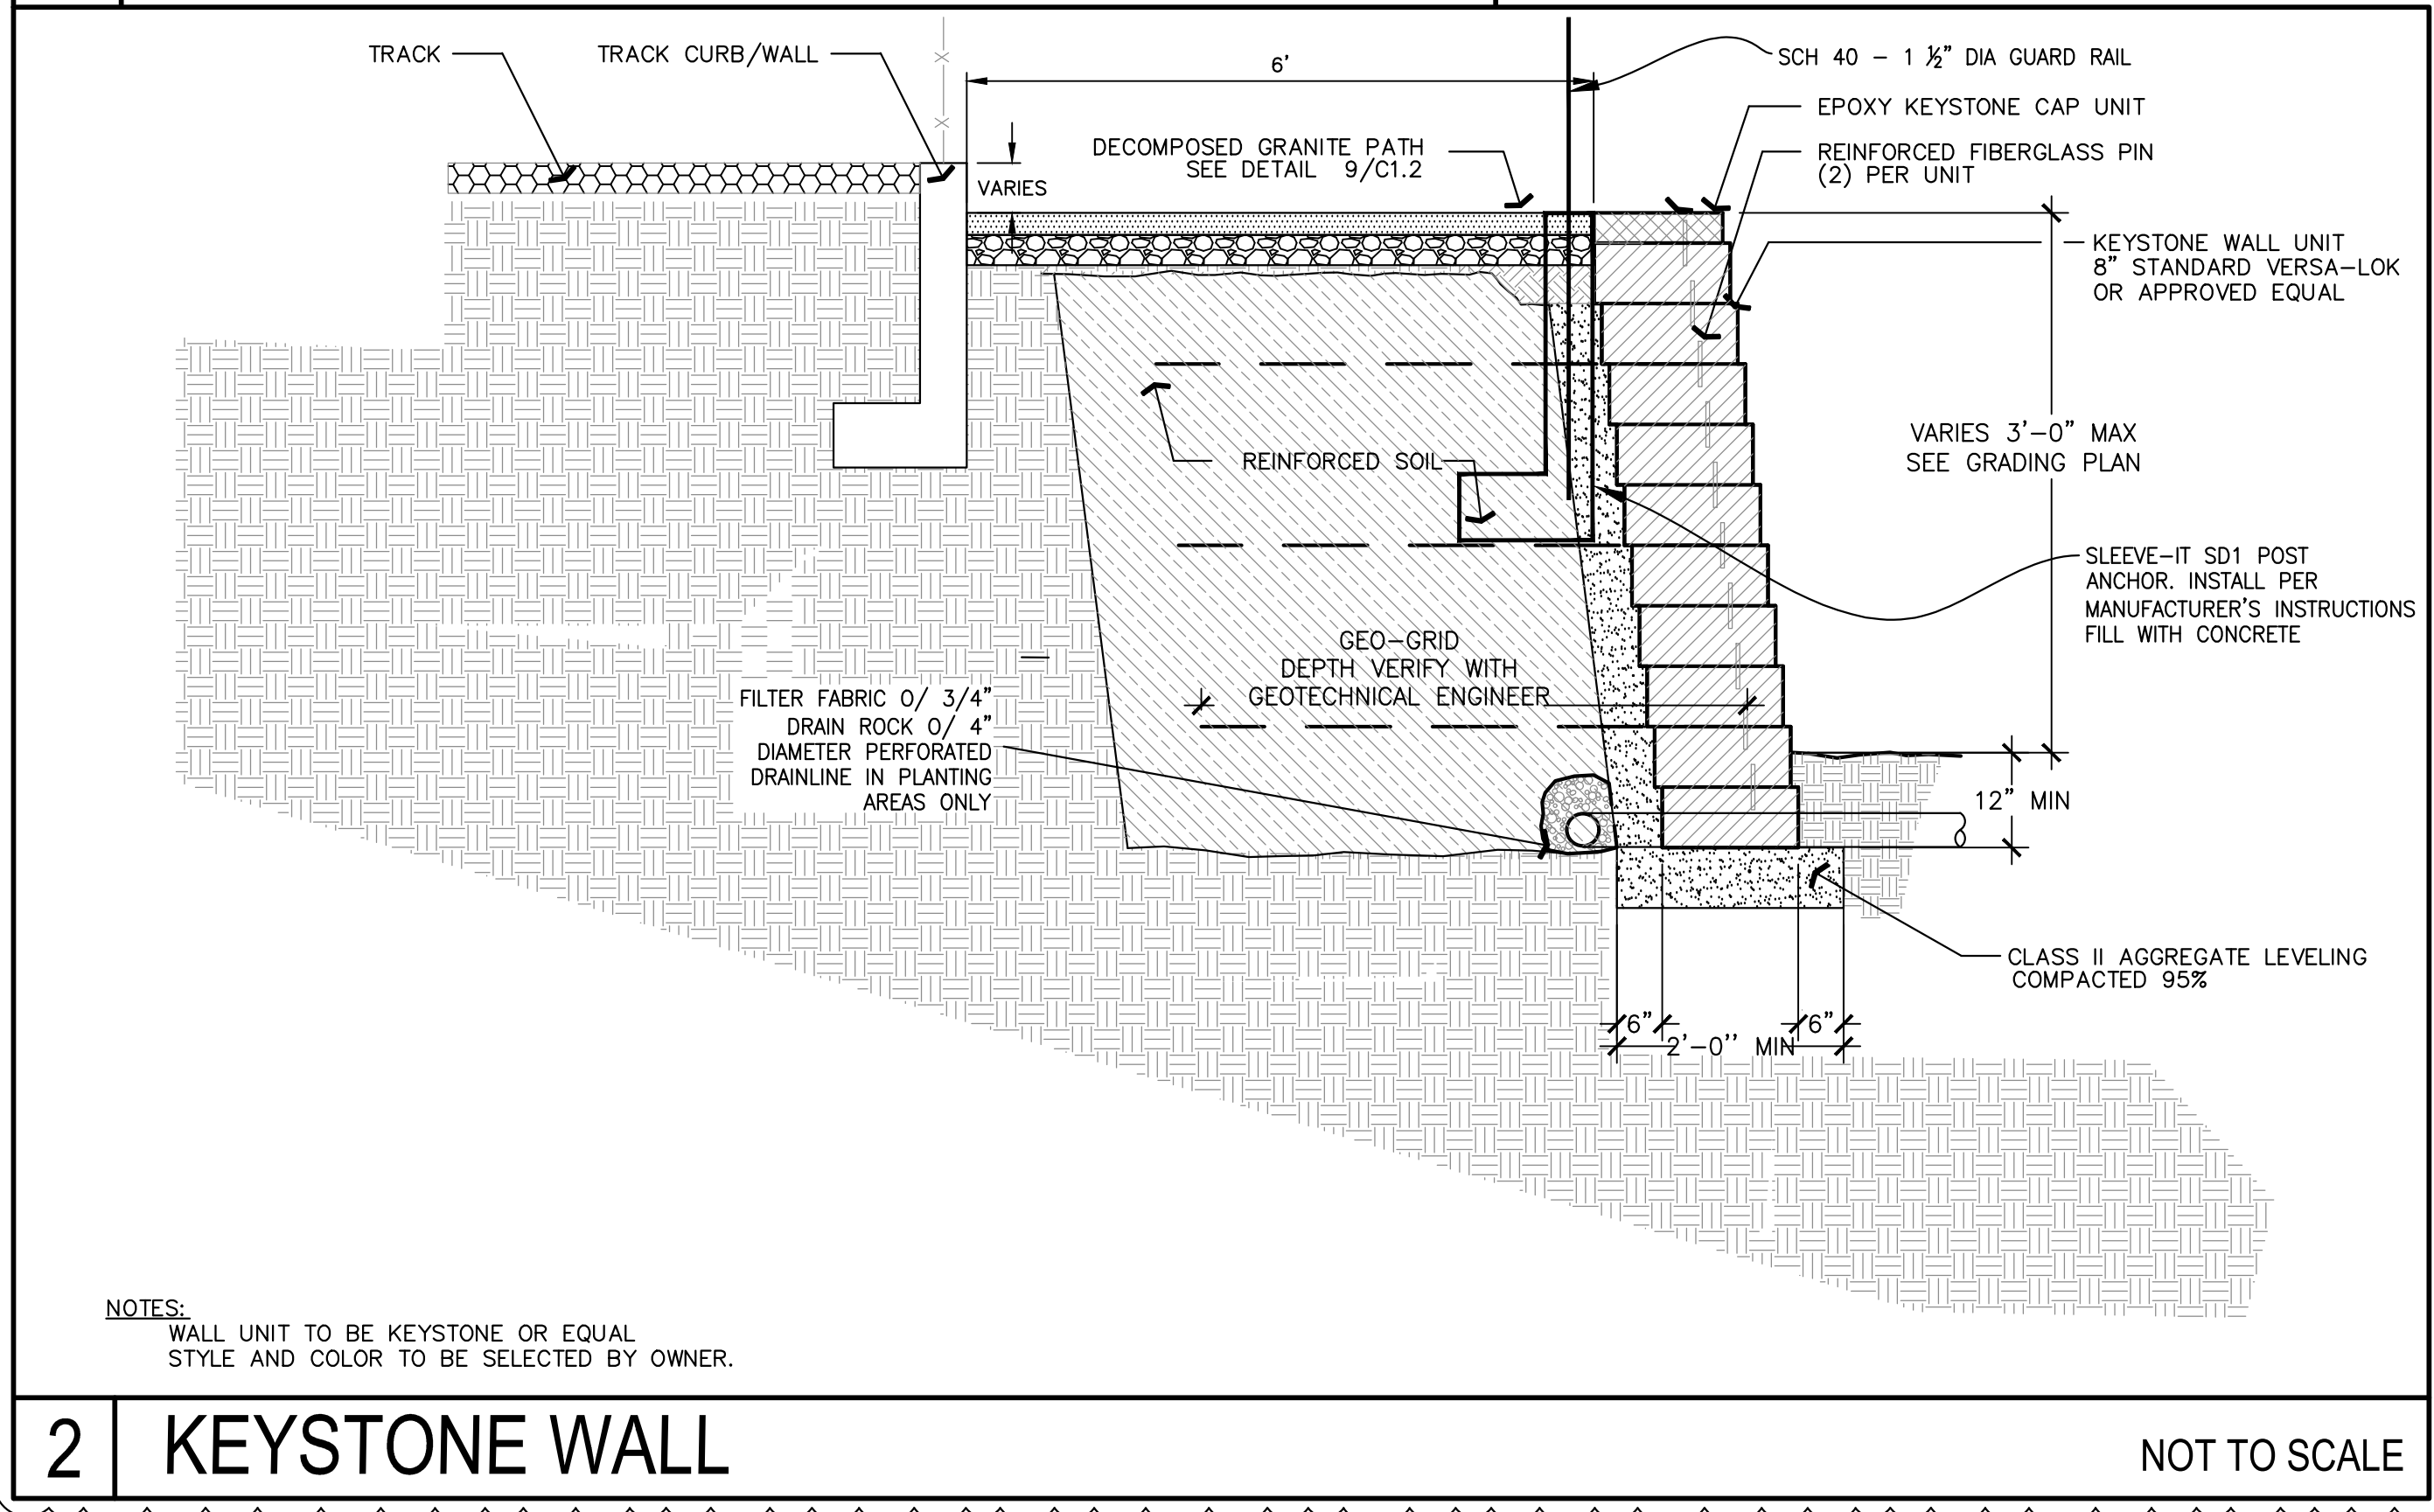 TRACK
TRACK CURB/WALL
6'
SCH 40 - 1 ½" DIA GUARD RAIL
EPOXY KEYSTONE CAP UNIT
DECOMPOSED GRANITE PATH
SEE DETAIL 9/C1.2
REINFORCED FIBERGLASS PIN
(2) PER UNIT
VARIES
KEYSTONE WALL UNIT
8" STANDARD VERSA-LOK
OR APPROVED EQUAL
VARIES 3'-0" MAX
SEE GRADING PLAN
REINFORCED SOIL
SLEEVE-IT SD1 POST
ANCHOR. INSTALL PER
MANUFACTURER'S INSTRUCTIONS
FILL WITH CONCRETE
GEO-GRID
DEPTH VERIFY WITH
GEOTECHNICAL ENGINEER
FILTER FABRIC O/ 3/4"
DRAIN ROCK O/ 4"
DIAMETER PERFORATED
DRAINLINE IN PLANTING
AREAS ONLY
12" MIN
CLASS II AGGREGATE LEVELING
COMPACTED 95%
6"
6"
2'-0" MIN
NOTES:
WALL UNIT TO BE KEYSTONE OR EQUAL
STYLE AND COLOR TO BE SELECTED BY OWNER.
2
KEYSTONE WALL
NOT TO SCALE